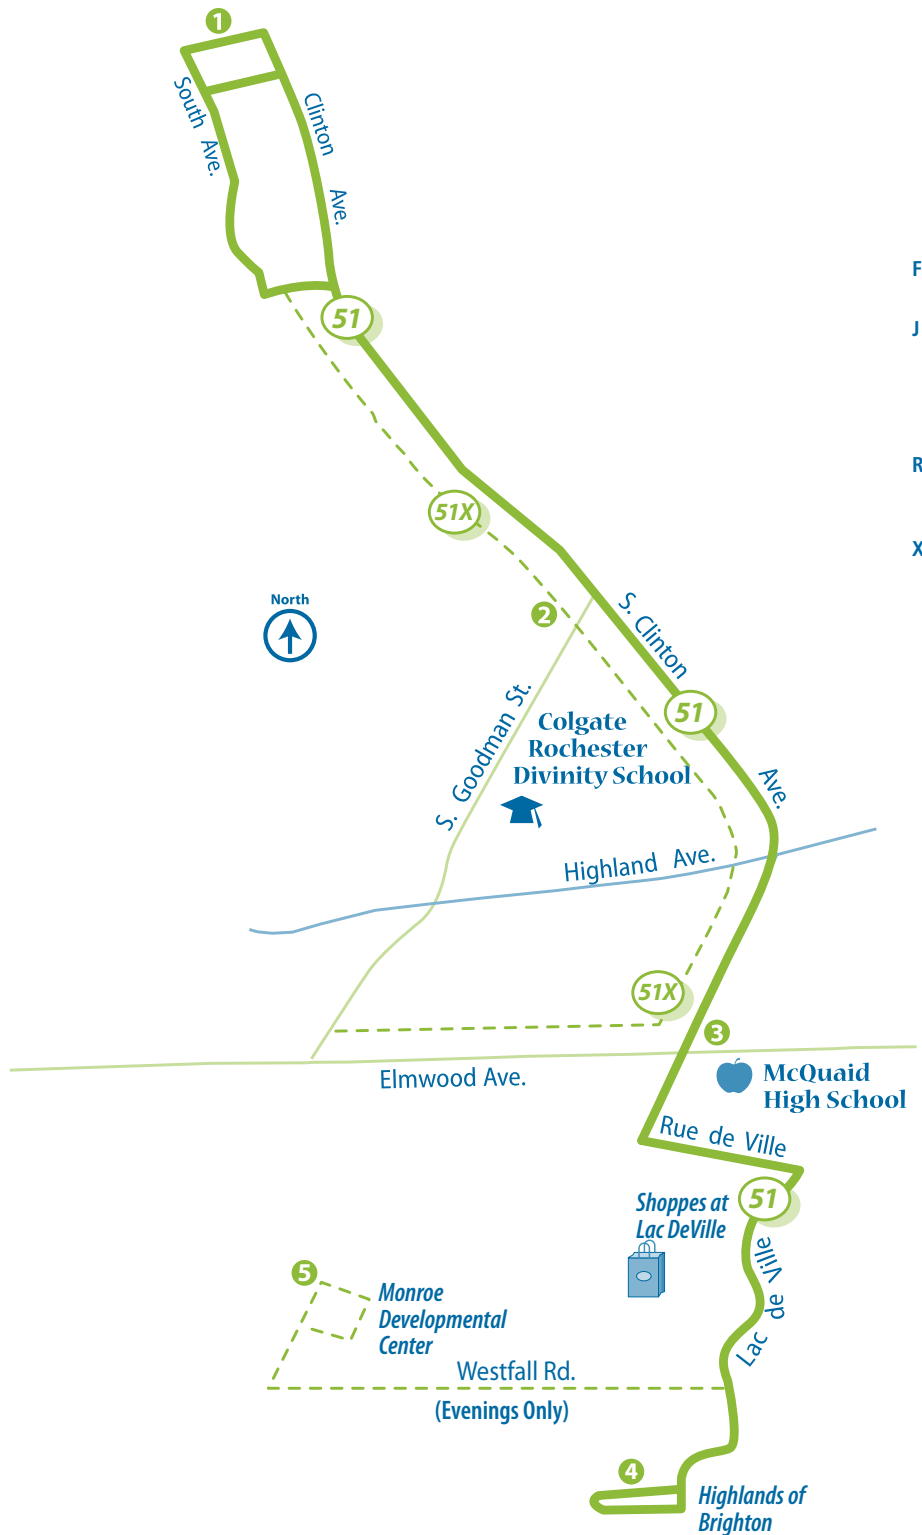 1
South Ave.
Clinton Ave.
F
51
J
R
51X
X
North
2
S. Clinton Ave.
51
S. Goodman St.
Colgate
Rochester
Divinity School
Highland Ave.
51X
3
Elmwood Ave.
McQuaid
High School
Rue de Ville
51
Shoppes at
Lac DeVille
Lac de Ville
5
Monroe
Developmental
Center
Westfall Rd.
(Evenings Only)
4
Highlands of
Brighton